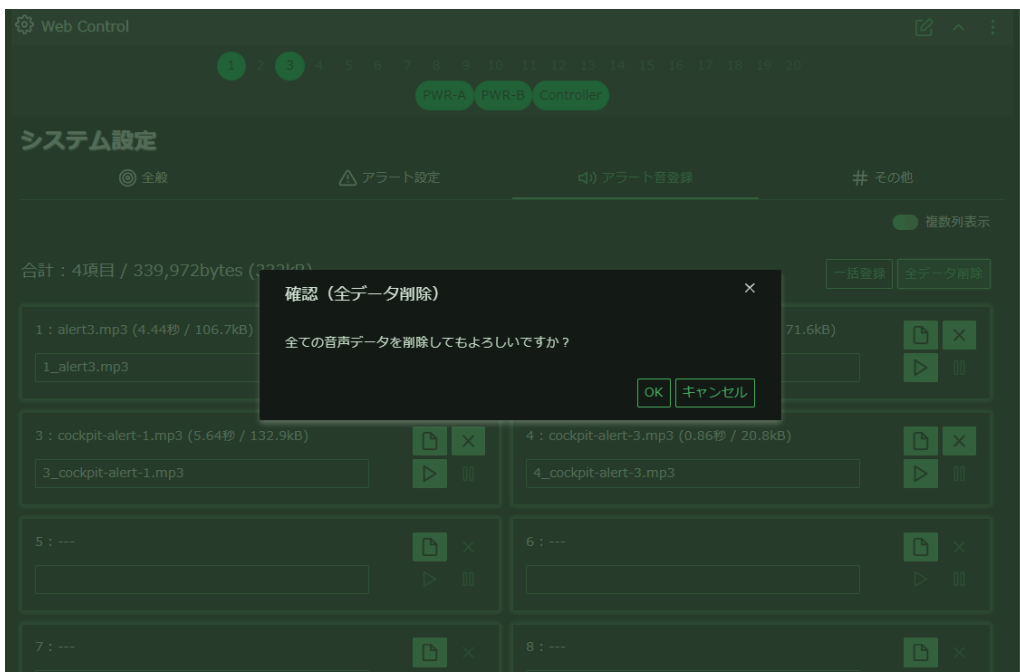 Web Control
1 2 3 4 5 6 7 8 9 10 11 12 13 14 15 16 17 18 19 20
PWR-A PWR-B Controller
システム設定
全般 アラート設定 アラート音登録 その他
複数列表示
合計：4項目 / 339,972bytes (332kB)
一括登録 全データ削除
確認（全データ削除）
全ての音声データを削除してもよろしいですか？
OK キャンセル
1 : alert3.mp3 (4.44秒 / 106.7kB)
71.6kB)
1_alert3.mp3
3 : cockpit-alert-1.mp3 (5.64秒 / 132.9kB)
4 : cockpit-alert-3.mp3 (0.86秒 / 20.8kB)
3_cockpit-alert-1.mp3
4_cockpit-alert-3.mp3
5 : ---
6 : ---
7 : ---
8 : ---